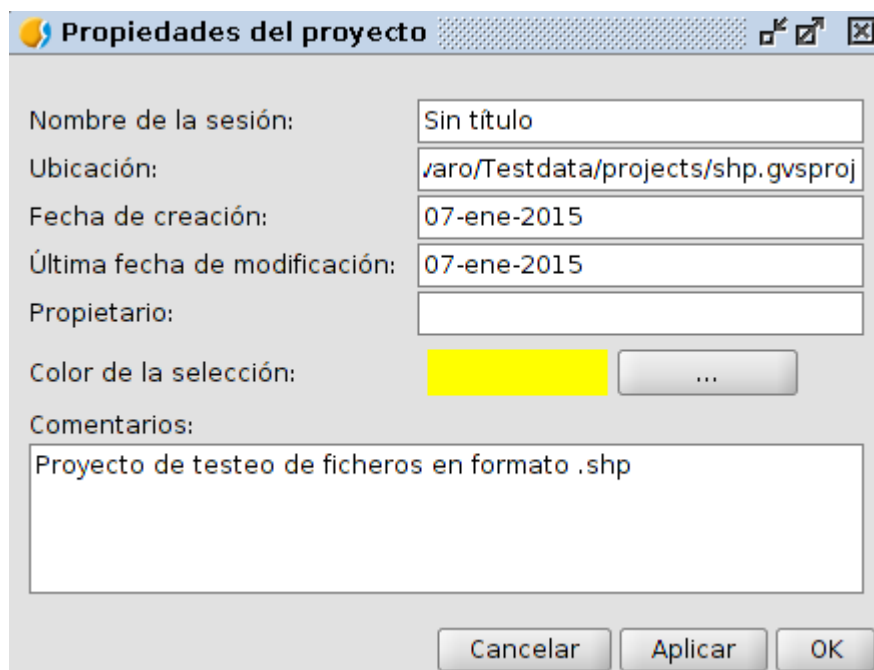 Propiedades del proyecto
Nombre de la sesión: Sin título
Ubicación: varo/Testdata/projects/shp.gvsproj
Fecha de creación: 07-ene-2015
Última fecha de modificación: 07-ene-2015
Propietario:
Color de la selección: ...
Comentarios:
Proyecto de testeo de ficheros en formato .shp
Cancelar Aplicar OK